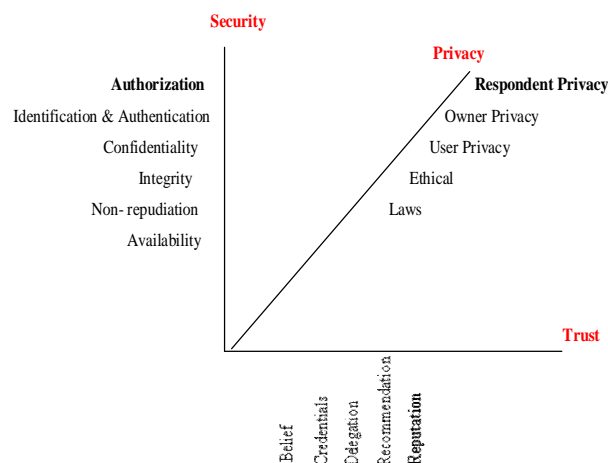 Security
Privacy
Authorization
Respondent Privacy
Identification & Authentication
Owner Privacy
Confidentiality
User Privacy
Integrity
Ethical
Non- repudiation
Laws
Availability
Trust
Belief
Credentials
Delegation
Recommendation
Reputation